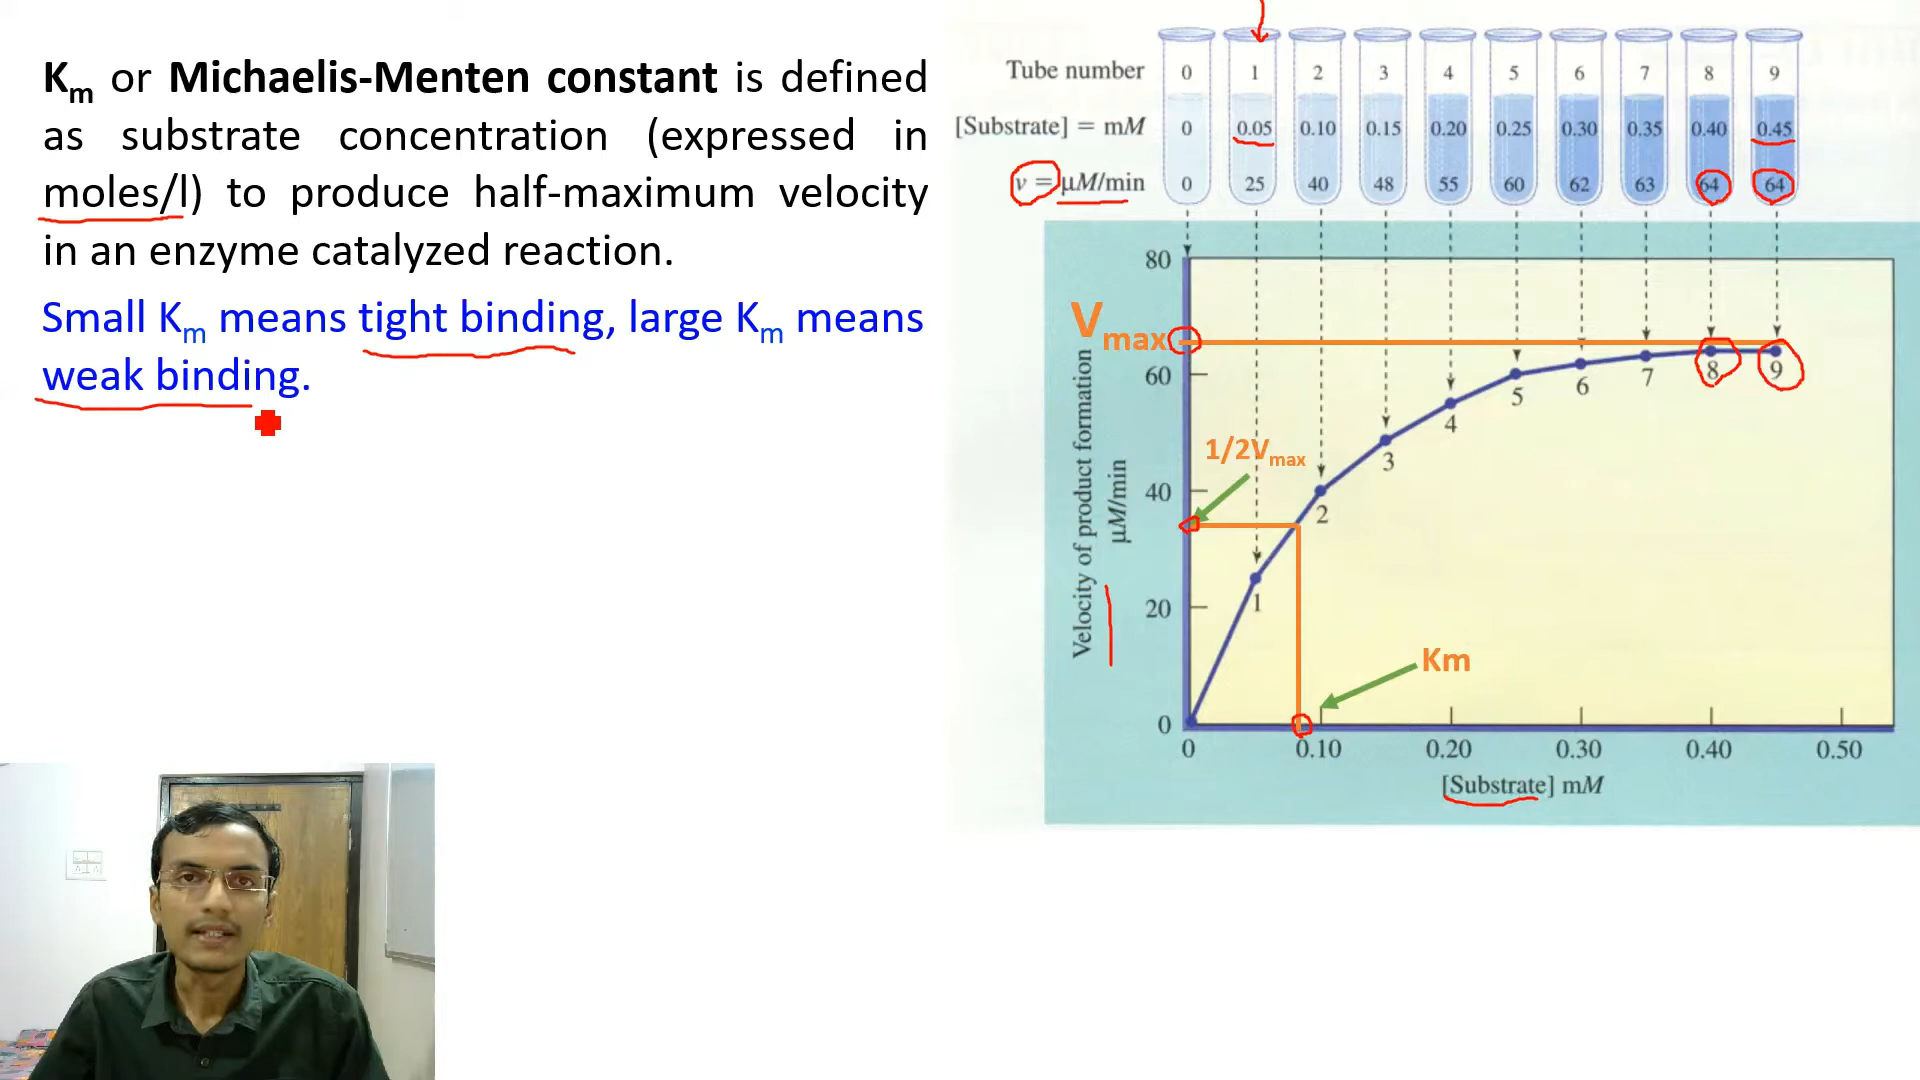 Km or Michaelis-Menten constant is defined
as substrate concentration (expressed in
moles/l) to produce half-maximum velocity
in an enzyme catalyzed reaction.
Small Km means tight binding, large Km means
weak binding.
Tube number 0 1 2 3 4 5 6 7 8 9
[Substrate] = mM 0 0.05 0.10 0.15 0.20 0.25 0.30 0.35 0.40 0.45
v = μM/min 0 25 40 48 55 60 62 63 64 64
80
Vmax
60
40
20
0
Velocity of product formation
μM/min
1/2Vmax
Km
1
2
3
4
5
6
7
8
9
0 0.10 0.20 0.30 0.40 0.50
[Substrate] mM